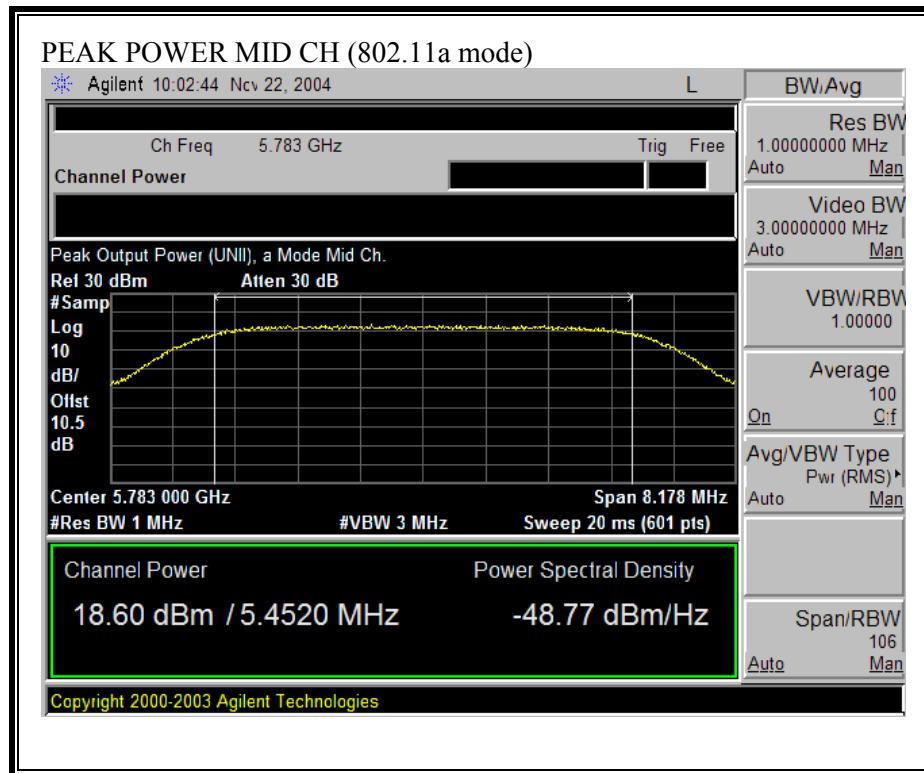 PEAK POWER MID CH (802.11a mode)
Agilent 10:02:44 Nov 22, 2004 L
BW/Avg
Ch Freq 5.783 GHz Trig Free
Channel Power
Res BW
1.00000000 MHz
Auto Man
Video BW
3.00000000 MHz
Auto Man
VBW/RBW
1.00000
Average
100
On Off
Avg/VBW Type
Pwr (RMS)
Auto Man
Span/RBW
106
Auto Man
Peak Output Power (UNII), a Mode Mid Ch.
Ref 30 dBm Atten 30 dB
#Samp
Log
10
dB/
Offst
10.5
dB
Center 5.783 000 GHz Span 8.178 MHz
#Res BW 1 MHz #VBW 3 MHz Sweep 20 ms (601 pts)
Channel Power Power Spectral Density
18.60 dBm / 5.4520 MHz -48.77 dBm/Hz
Copyright 2000-2003 Agilent Technologies